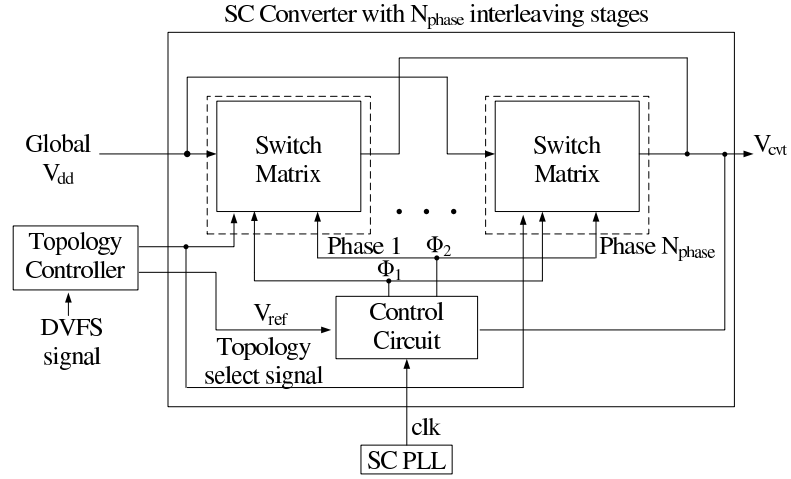 SC Converter with Nphase interleaving stages
Global
Vdd
Switch
Matrix
Switch
Matrix
Vcvt
. . .
Topology
Controller
Phase 1
Φ2
Phase Nphase
Φ1
DVFS
signal
Vref
Control
Circuit
Topology
select signal
clk
SC PLL